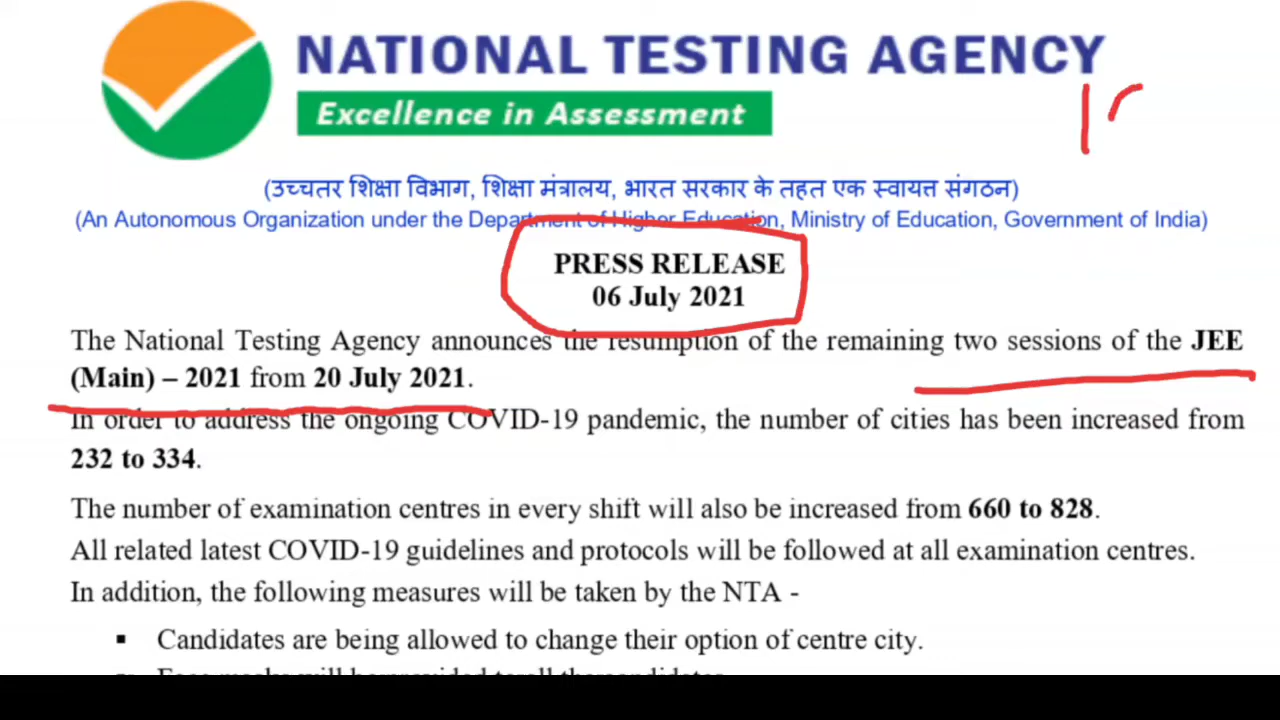 NATIONAL TESTING AGENCY
Excellence in Assessment
(उच्चतर शिक्षा विभाग, शिक्षा मंत्रालय, भारत सरकार के तहत एक स्वायत्त संगठन)
(An Autonomous Organization under the Department of Higher Education, Ministry of Education, Government of India)
PRESS RELEASE
06 July 2021
The National Testing Agency announces the resumption of the remaining two sessions of the JEE
(Main) – 2021 from 20 July 2021.
In order to address the ongoing COVID-19 pandemic, the number of cities has been increased from
232 to 334.
The number of examination centres in every shift will also be increased from 660 to 828.
All related latest COVID-19 guidelines and protocols will be followed at all examination centres.
In addition, the following measures will be taken by the NTA -
▪ Candidates are being allowed to change their option of centre city.